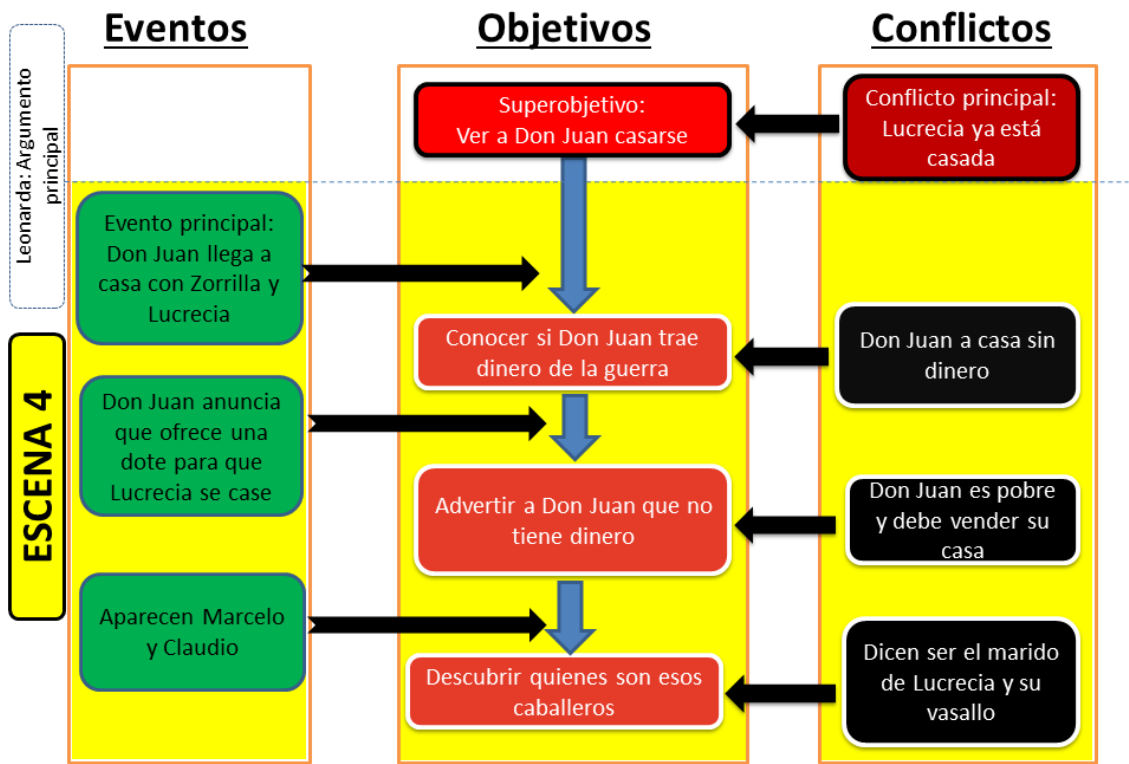 Eventos
Objetivos
Conflictos
Leonarda: Argumento
principal
Superobjetivo:
Ver a Don Juan casarse
Conflicto principal:
Lucrecia ya está
casada
ESCENA 4
Evento principal:
Don Juan llega a
casa con Zorrilla y
Lucrecia
Conocer si Don Juan trae
dinero de la guerra
Don Juan a casa sin
dinero
Don Juan anuncia
que ofrece una
dote para que
Lucrecia se case
Advertir a Don Juan que no
tiene dinero
Don Juan es pobre
y debe vender su
casa
Aparecen Marcelo
y Claudio
Descubrir quienes son esos
caballeros
Dicen ser el marido
de Lucrecia y su
vasallo